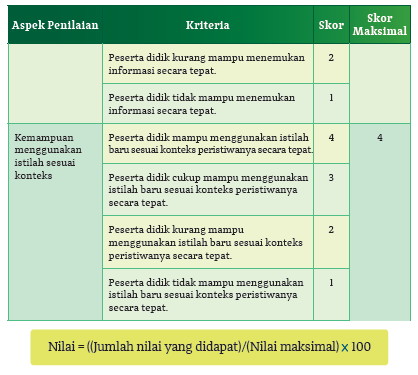 Aspek Penilaian
Kriteria
Skor
Skor
Maksimal
Peserta didik kurang mampu menemukan
informasi secara tepat.
2
Peserta didik tidak mampu menemukan
informasi secara tepat.
1
Kemampuan
menggunakan
istilah sesuai
konteks
Peserta didik mampu menggunakan istilah
baru sesuai konteks peristiwanya secara tepat.
4
4
Peserta didik cukup mampu menggunakan
istilah baru sesuai konteks peristiwanya
secara tepat.
3
Peserta didik kurang mampu
menggunakan istilah baru sesuai konteks
peristiwanya secara tepat.
2
Peserta didik tidak mampu menggunakan
istilah baru sesuai konteks peristiwanya
secara tepat.
1
Nilai = ((Jumlah nilai yang didapat)/(Nilai maksimal) x 100